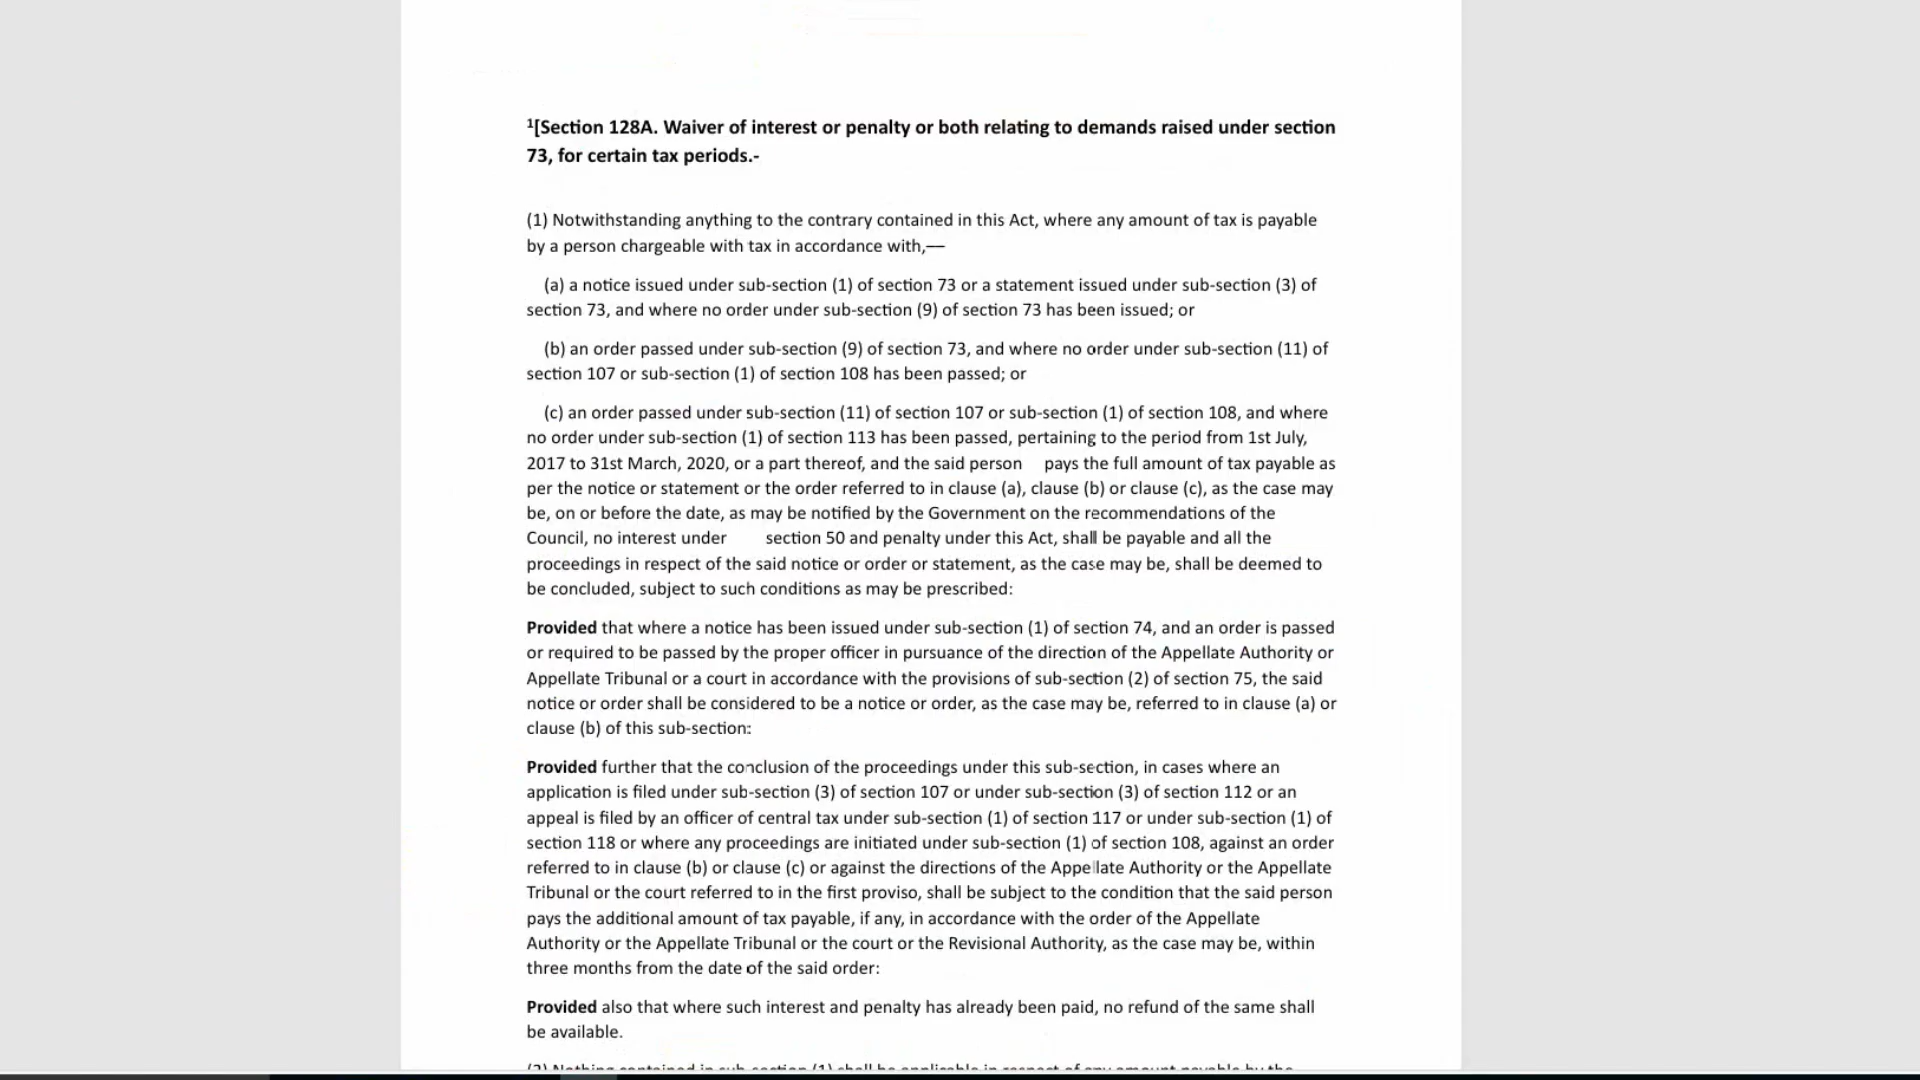 ¹[Section 128A. Waiver of interest or penalty or both relating to demands raised under section
73, for certain tax periods.-
(1) Notwithstanding anything to the contrary contained in this Act, where any amount of tax is payable
by a person chargeable with tax in accordance with,—
(a) a notice issued under sub-section (1) of section 73 or a statement issued under sub-section (3) of
section 73, and where no order under sub-section (9) of section 73 has been issued; or
(b) an order passed under sub-section (9) of section 73, and where no order under sub-section (11) of
section 107 or sub-section (1) of section 108 has been passed; or
(c) an order passed under sub-section (11) of section 107 or sub-section (1) of section 108, and where
no order under sub-section (1) of section 113 has been passed, pertaining to the period from 1st July,
2017 to 31st March, 2020, or a part thereof, and the said person pays the full amount of tax payable as
per the notice or statement or the order referred to in clause (a), clause (b) or clause (c), as the case may
be, on or before the date, as may be notified by the Government on the recommendations of the
Council, no interest under section 50 and penalty under this Act, shall be payable and all the
proceedings in respect of the said notice or order or statement, as the case may be, shall be deemed to
be concluded, subject to such conditions as may be prescribed:
Provided that where a notice has been issued under sub-section (1) of section 74, and an order is passed
or required to be passed by the proper officer in pursuance of the direction of the Appellate Authority or
Appellate Tribunal or a court in accordance with the provisions of sub-section (2) of section 75, the said
notice or order shall be considered to be a notice or order, as the case may be, referred to in clause (a) or
clause (b) of this sub-section:
Provided further that the conclusion of the proceedings under this sub-section, in cases where an
application is filed under sub-section (3) of section 107 or under sub-section (3) of section 112 or an
appeal is filed by an officer of central tax under sub-section (1) of section 117 or under sub-section (1) of
section 118 or where any proceedings are initiated under sub-section (1) of section 108, against an order
referred to in clause (b) or clause (c) or against the directions of the Appellate Authority or the Appellate
Tribunal or the court referred to in the first proviso, shall be subject to the condition that the said person
pays the additional amount of tax payable, if any, in accordance with the order of the Appellate
Authority or the Appellate Tribunal or the court or the Revisional Authority, as the case may be, within
three months from the date of the said order:
Provided also that where such interest and penalty has already been paid, no refund of the same shall
be available.
(2) Nothing contained in sub-section (1) shall be applicable in respect of any amount payable by the